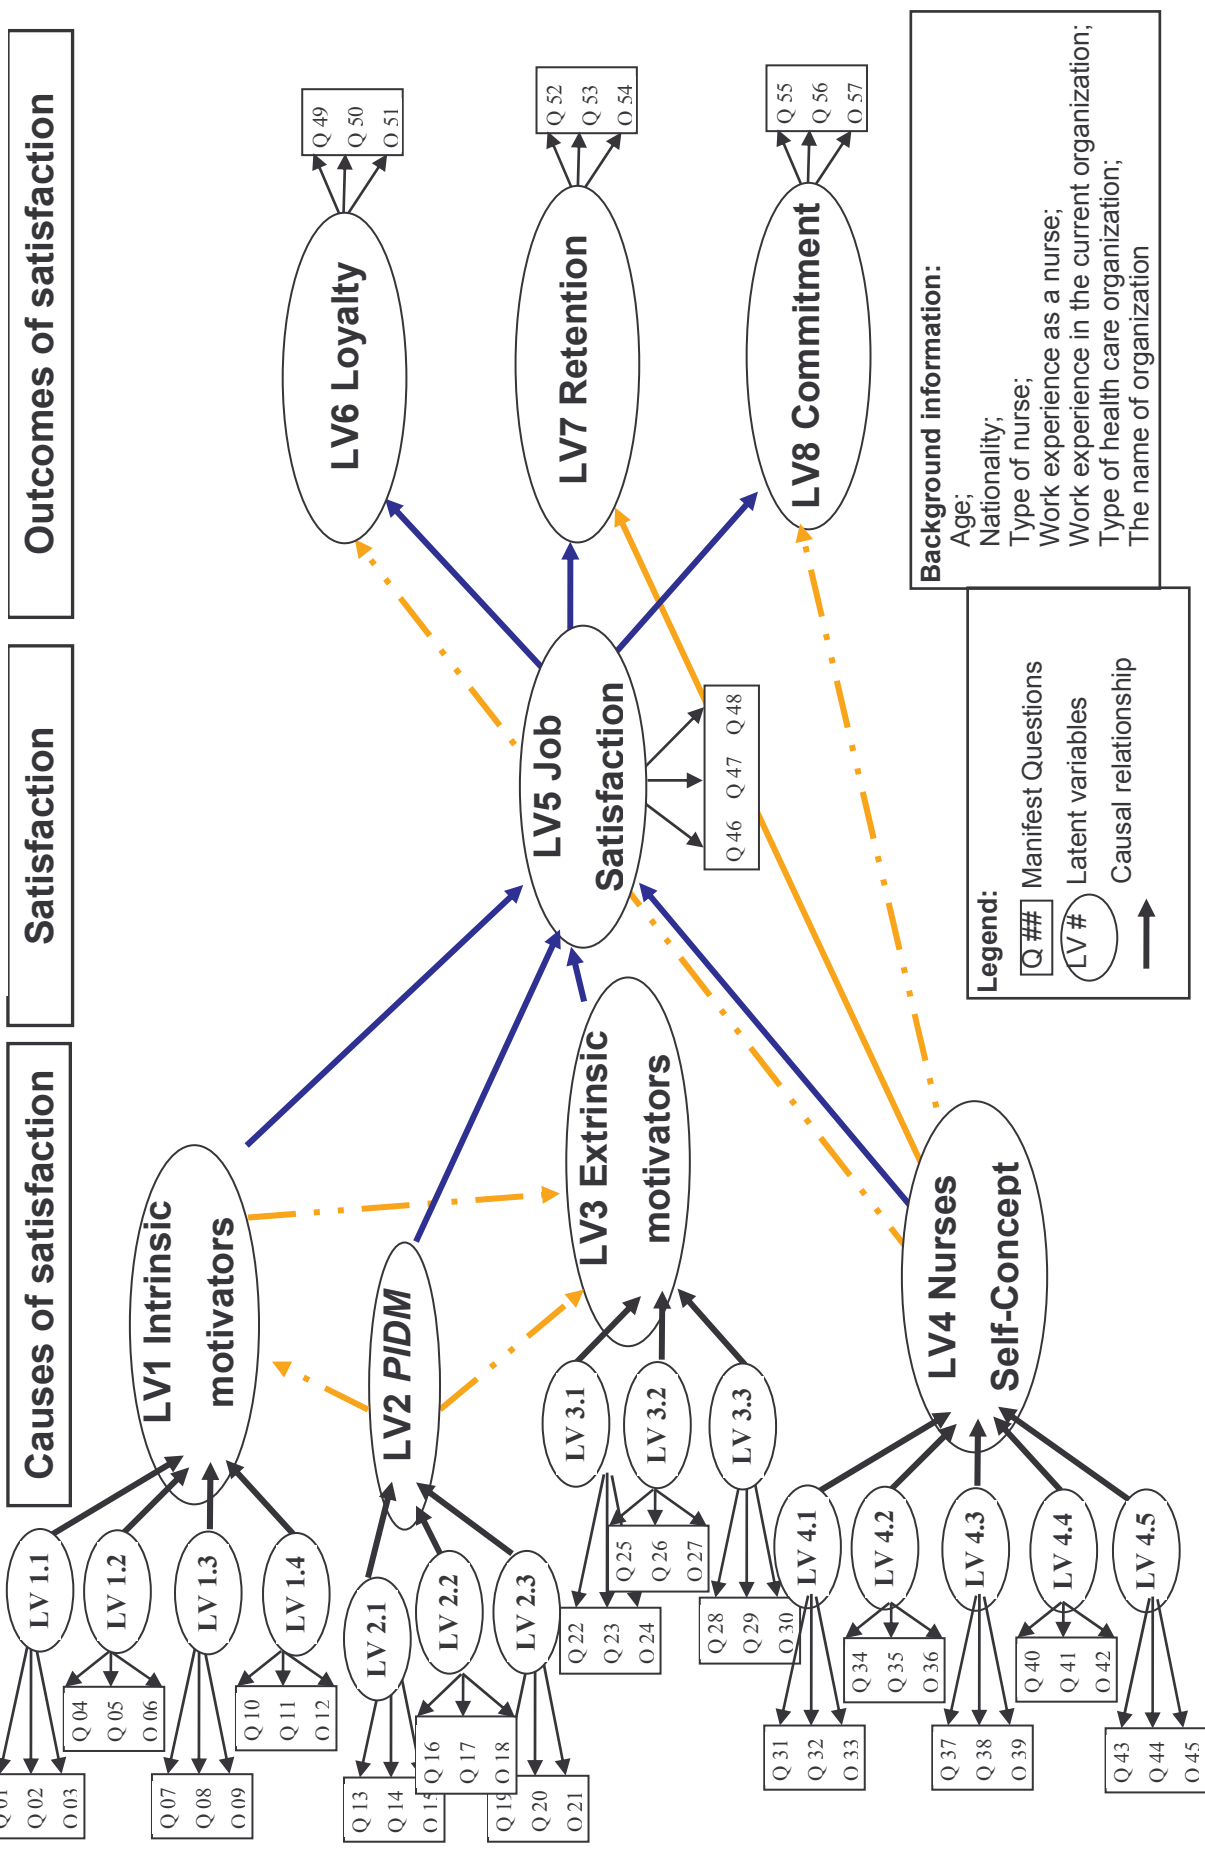 Causes of satisfaction
Satisfaction
Outcomes of satisfaction
LV 1.1
LV 1.2
LV 1.3
LV 1.4
Q 02
O 03
Q 04
Q 05
O 06
Q 07
Q 08
O 09
Q 10
Q 11
O 12
LV1 Intrinsic
motivators
LV 2.1
LV 2.2
LV 2.3
Q 13
Q 14
O 15
Q 16
Q 17
O 18
Q 19
Q 20
O 21
LV2 PIDM
LV 3.1
LV 3.2
LV 3.3
Q 22
Q 23
O 24
Q 25
Q 26
O 27
Q 28
Q 29
O 30
LV3 Extrinsic
motivators
LV 4.1
LV 4.2
LV 4.3
LV 4.4
LV 4.5
Q 31
Q 32
O 33
Q 34
Q 35
O 36
Q 37
Q 38
O 39
Q 40
Q 41
O 42
Q 43
Q 44
O 45
LV4 Nurses
Self-Concept
LV5 Job
Satisfaction
Q 46 Q 47 Q 48
LV6 Loyalty
Q 49
Q 50
O 51
LV7 Retention
Q 52
Q 53
O 54
LV8 Commitment
Q 55
Q 56
O 57
Legend:
Q ## Manifest Questions
LV # Latent variables
Causal relationship
Background information:
Age;
Nationality;
Type of nurse;
Work experience as a nurse;
Work experience in the current organization;
Type of health care organization;
The name of organization